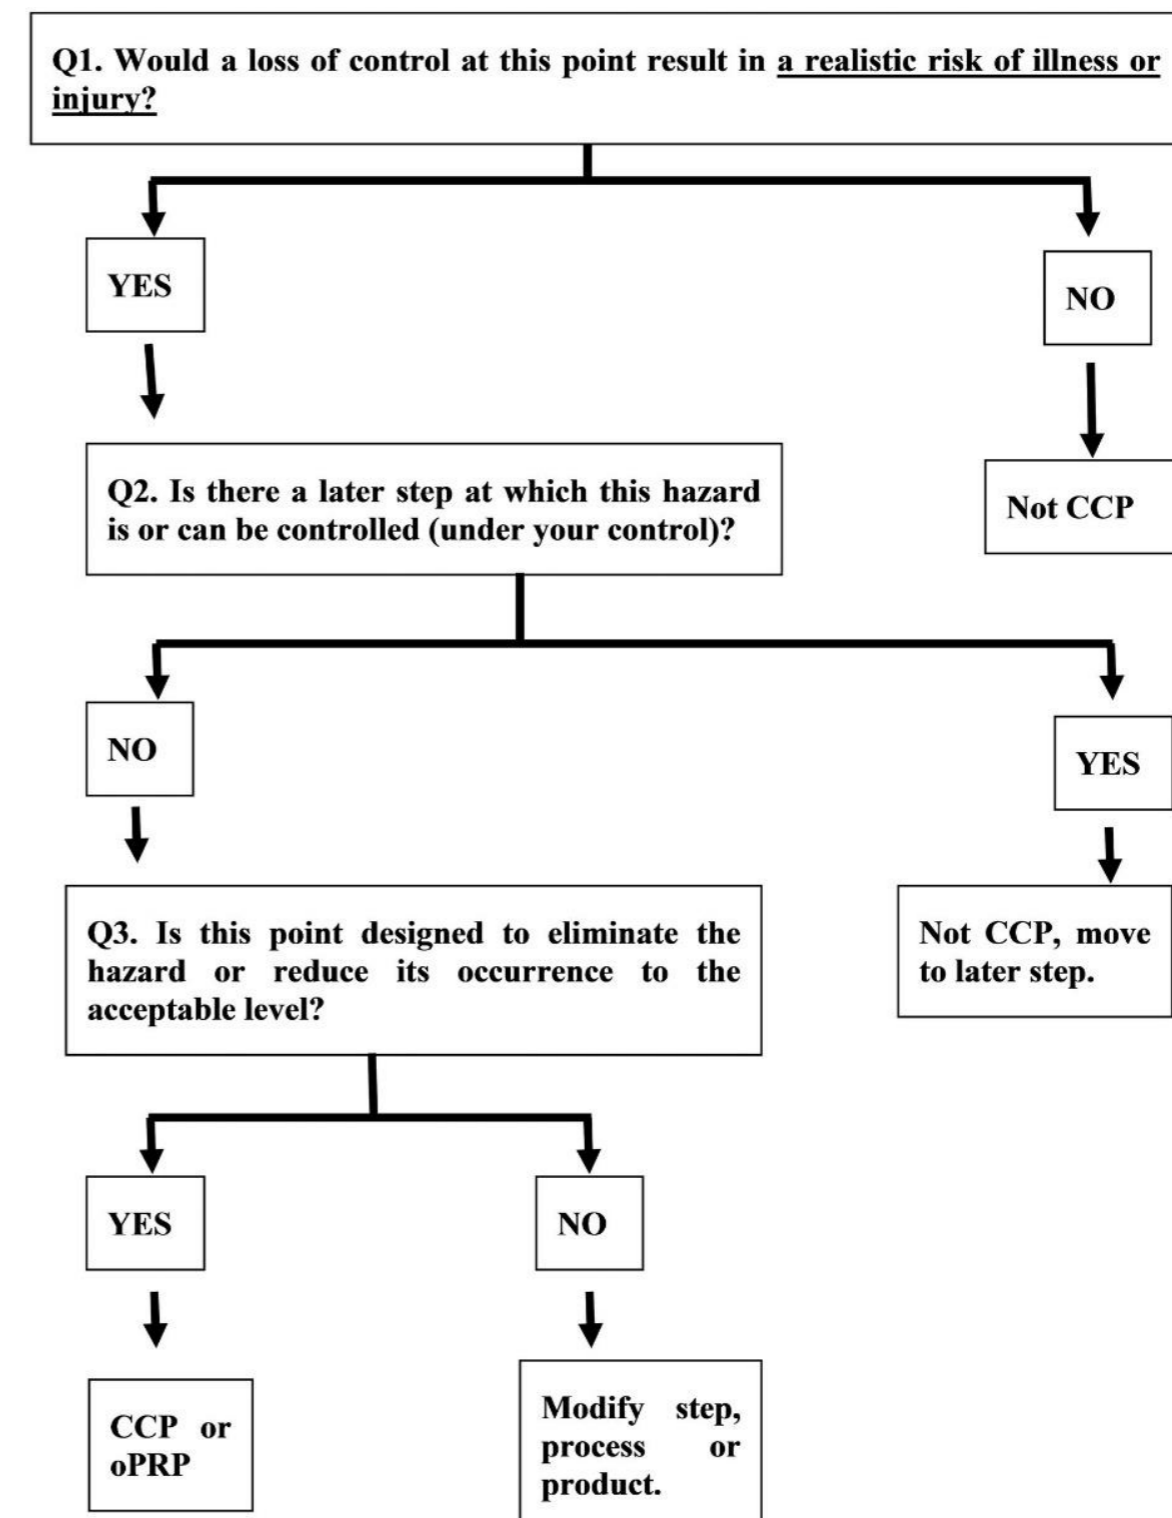 Q1. Would a loss of control at this point result in a realistic risk of illness or
injury?
YES
NO
Not CCP
Q2. Is there a later step at which this hazard
is or can be controlled (under your control)?
NO
YES
Not CCP, move
to later step.
Q3. Is this point designed to eliminate the
hazard or reduce its occurrence to the
acceptable level?
YES
NO
CCP or
oPRP
Modify step,
process or
product.